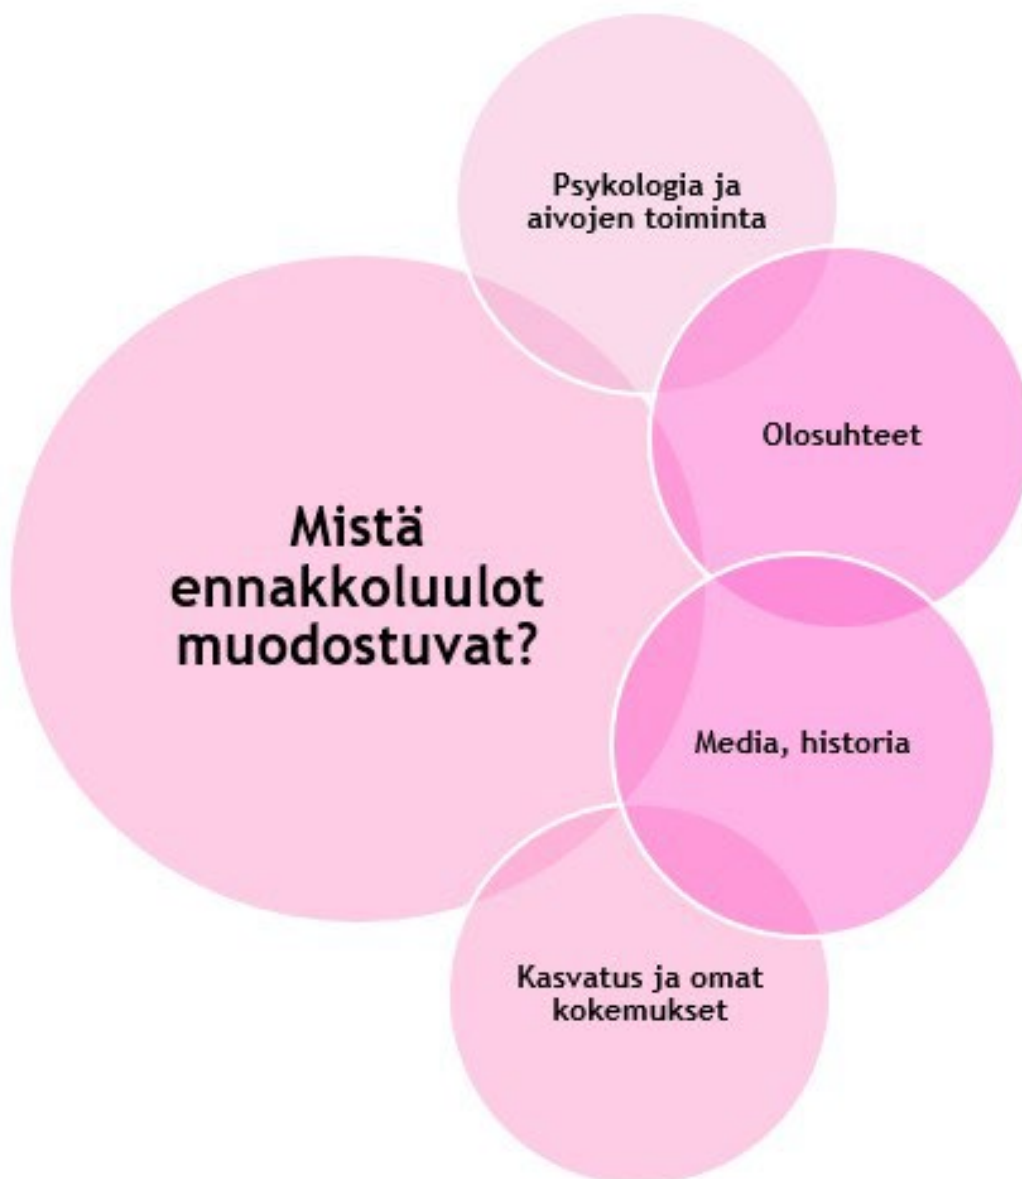 Psykologia ja
aivojen toiminta
Olosuhteet
Mistä
ennakkoluulot
muodostuvat?
Media, historia
Kasvatus ja omat
kokemukset